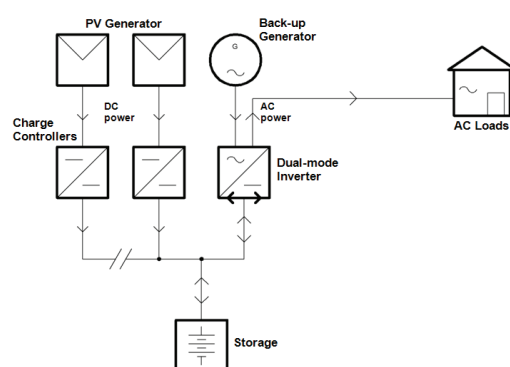 PV Generator
Back-up
Generator
G
DC
power
AC
power
Charge
Controllers
AC Loads
Dual-mode
Inverter
Storage